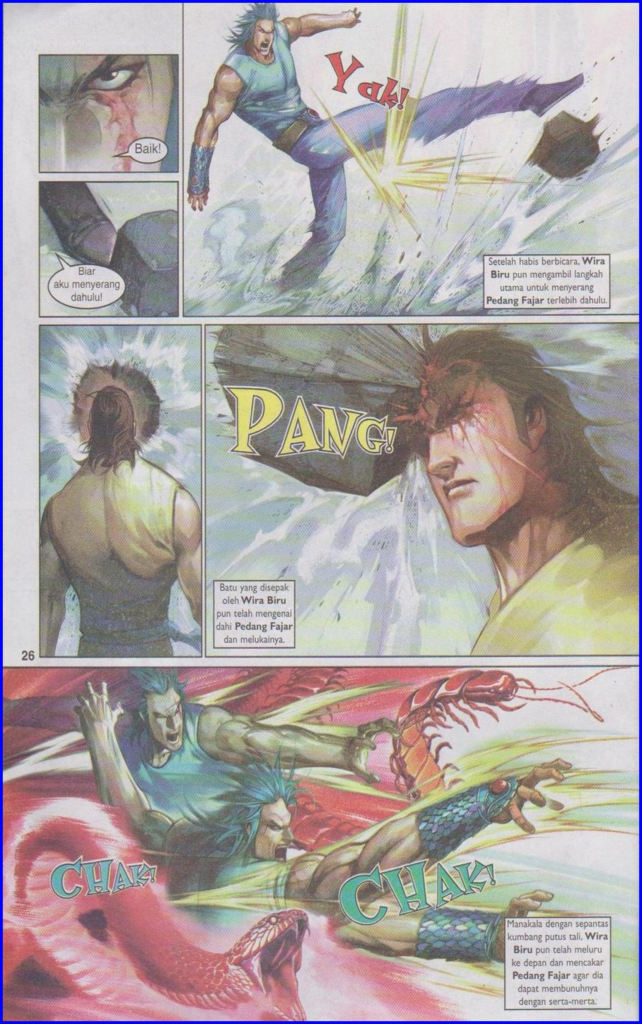 Baik!
Biar
aku menyerang
dahulu!
Yak!
Setelah habis berbicara, Wira
Biru pun mengambil langkah
utama untuk menyerang
Pedang Fajar terlebih dahulu.
PANG!
Batu yang disepak
oleh Wira Biru
pun telah mengenai
dahi Pedang Fajar
dan melukainya.
26
CHAK!
CHAK!
Manakala dengan sepantas
kumbang putus tali, Wira
Biru pun telah meluru
ke depan dan mencakar
Pedang Fajar agar dia
dapat membunuhnya
dengan serta-merta.